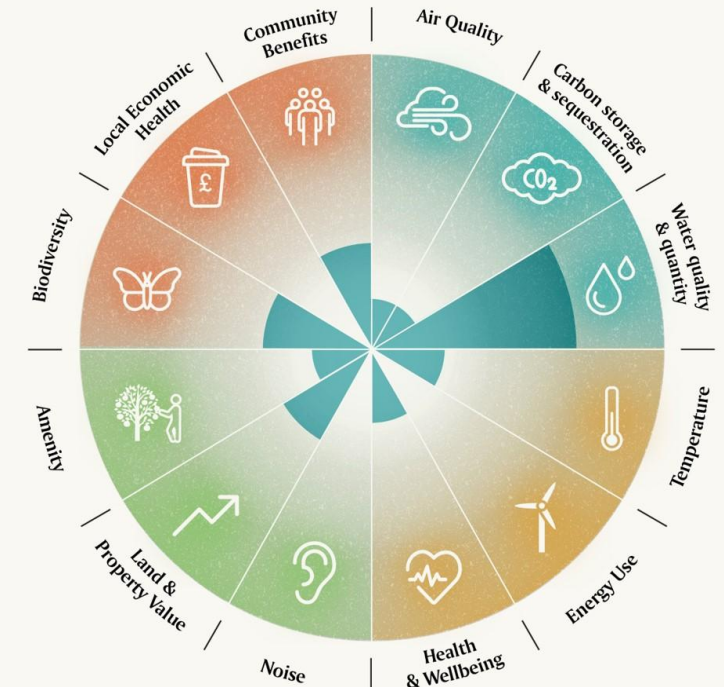 Community
Benefits
Air Quality
Carbon storage
& sequestration
Water quality
& quantity
Temperature
Energy Use
Health
& Wellbeing
Noise
Land &
Property Value
Amenity
Biodiversity
Local Economic
Health
£
CO2